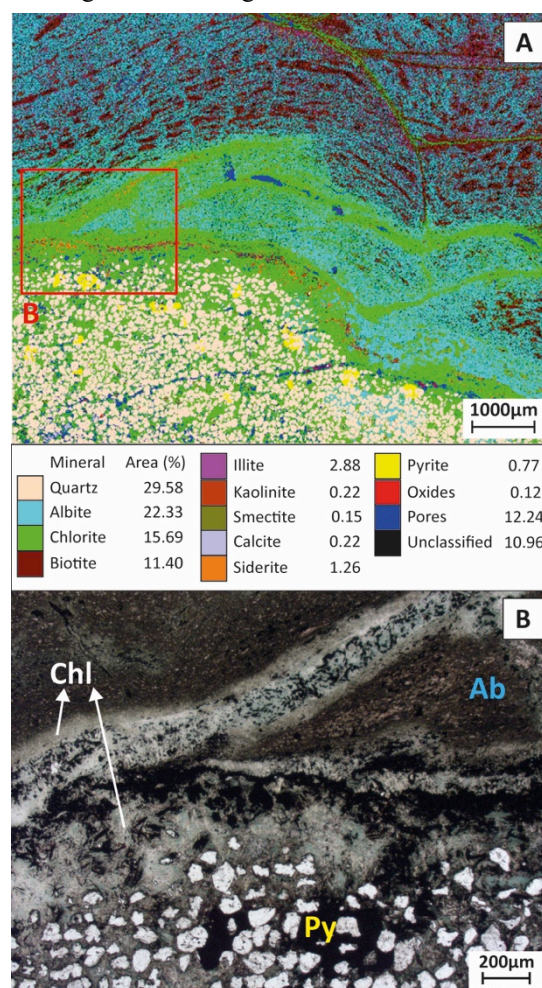 A
B
1000µm
Mineral Area (%)
Quartz 29.58
Albite 22.33
Chlorite 15.69
Biotite 11.40
Illite 2.88
Kaolinite 0.22
Smectite 0.15
Calcite 0.22
Siderite 1.26
Pyrite 0.77
Oxides 0.12
Pores 12.24
Unclassified 10.96
B
Chl
Ab
Py
200µm